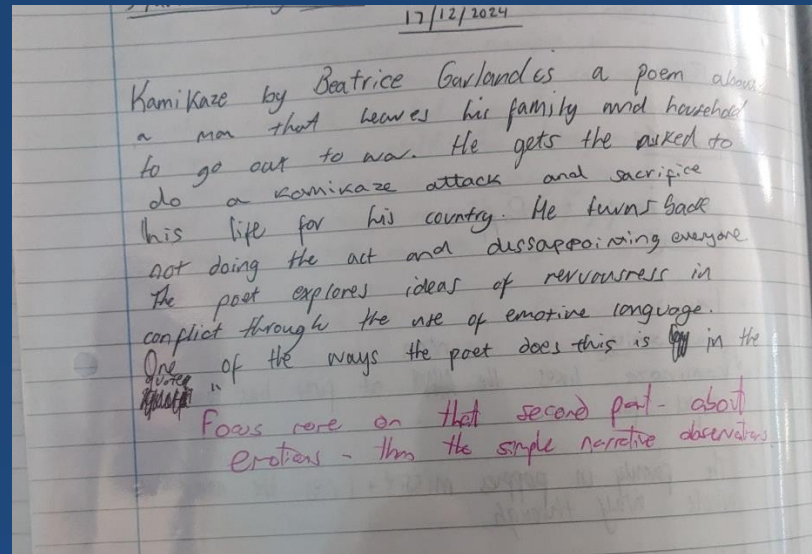 17/12/2024
Kamikaze by Beatrice Garland is a poem about
a man that leaves his family and household
to go out to war. He gets the asked to
do a kamikaze attack and sacrifice
his life for his country. He turns back
not doing the act and dissappoinining everyone
The poet explores ideas of nervousness in
conflict through the use of emotive language.
One of the ways the poet does this is in the
quotes "
Focus more on that second part - about
emotions - than the simple narrative observations.